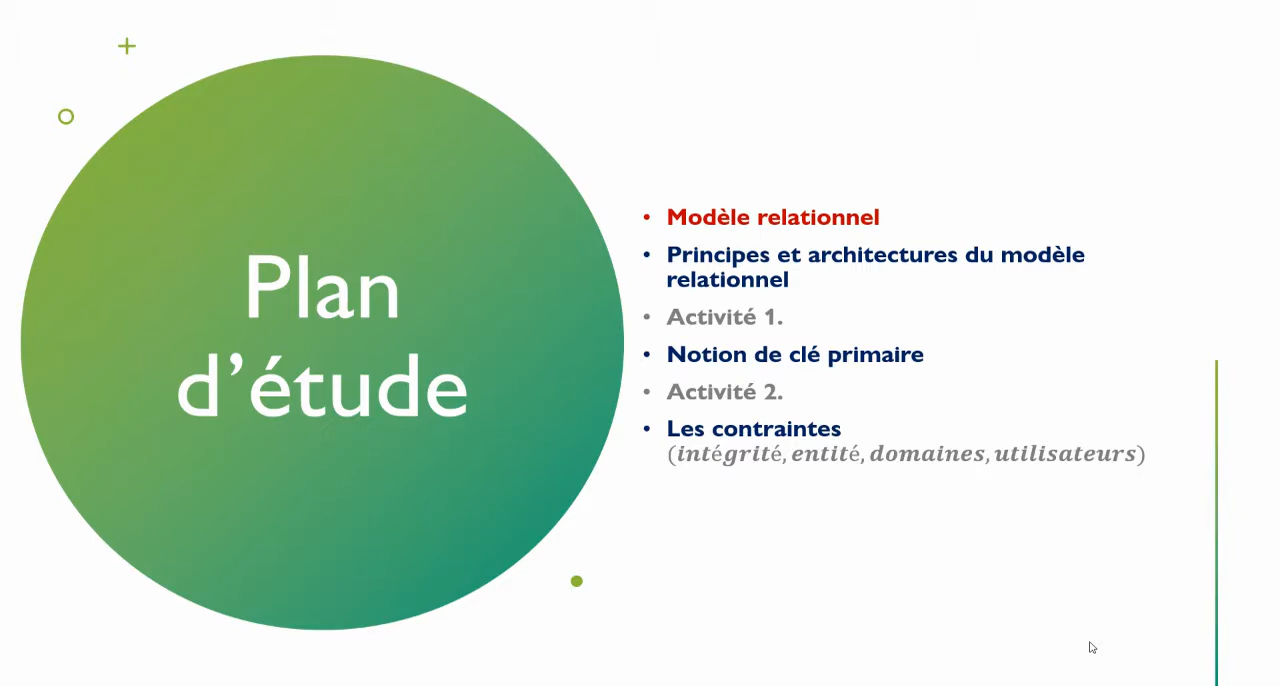 Plan
d’étude
• Modèle relationnel
• Principes et architectures du modèle
relationnel
• Activité 1.
• Notion de clé primaire
• Activité 2.
• Les contraintes
(intégrité, entité, domaines, utilisateurs)